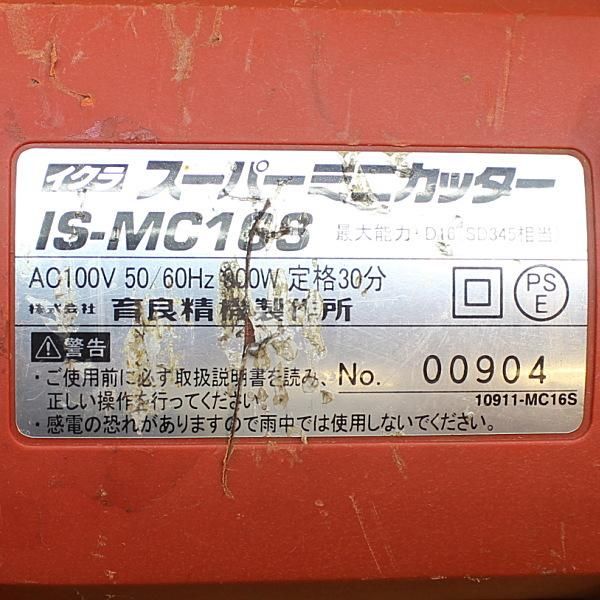 イクラ スーパーミニカッター
IS-MC16S 最大能力・D16 SD345相当
AC100V 50/60Hz 定格30分
株式会社 育良精機製作所
警告
・ご使用前に必ず取扱説明書を読み、
正しい操作を行ってください。
・感電の恐れがありますので雨中では使用しないでください。
No. 00904
10911-MC16S
PS
E